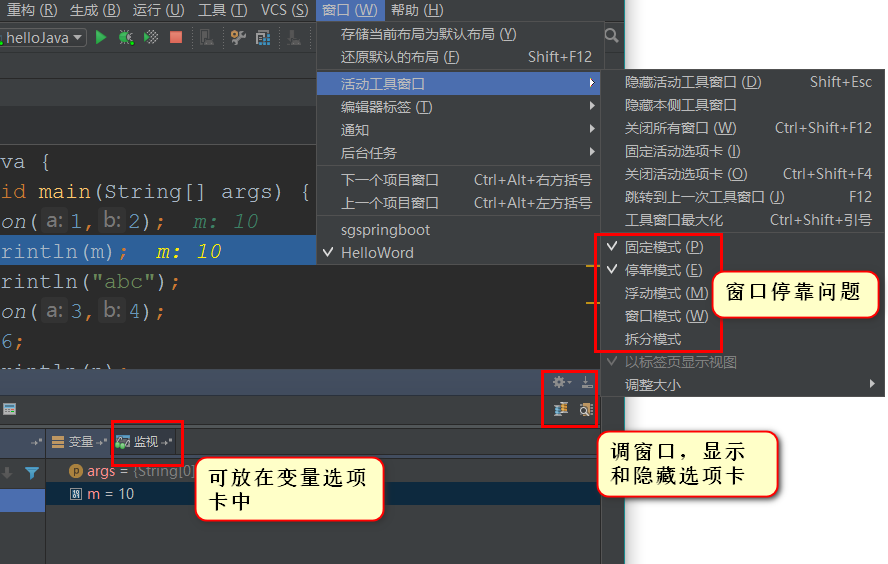 重构 (R) 生成 (B) 运行 (U) 工具 (T) VCS (S) 窗口 (W) 帮助 (H)
helloJava
存储当前布局为默认布局 (Y)
还原默认的布局 (F) Shift+F12
活动工具窗口
编辑器标签 (T)
通知
后台任务
下一个项目窗口 Ctrl+Alt+右方括号
上一个项目窗口 Ctrl+Alt+左方括号
sgspringboot
HelloWord
隐藏活动工具窗口 (D) Shift+Esc
隐藏本侧工具窗口
关闭所有窗口 (W) Ctrl+Shift+F12
固定活动选项卡 (I)
关闭活动选项卡 (O) Ctrl+Shift+F4
跳转到上一次工具窗口 (J) F12
工具窗口最大化 Ctrl+Shift+引号
固定模式 (P)
停靠模式 (E)
浮动模式 (M)
窗口模式 (W)
拆分模式
以标签页显示视图
调整大小
窗口停靠问题
va {
id main(String[] args) {
on( a: 1, b: 2); m: 10
rintln(m); m: 10
rintln("abc");
on( a: 3, b: 4);
6;
rintln(n);
变量 监视
args = {String[0]
m = 10
可放在变量选项
卡中
调窗口，显示
和隐藏选项卡